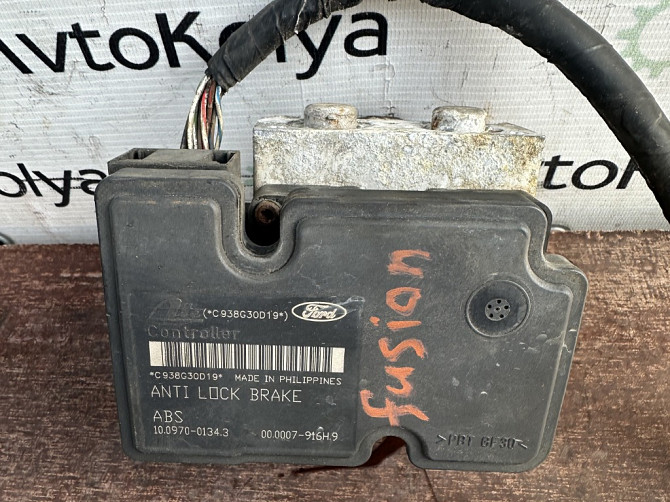 AvtoKolya
AvtoKolya
olya
(*C938G30D19*) Ford
Controller
*C938G30D19* MADE IN PHILIPPINES
ANTI LOCK BRAKE
ABS
10.0970-0134.3 00.0007-916H.9
fusion
>PBT GF30<